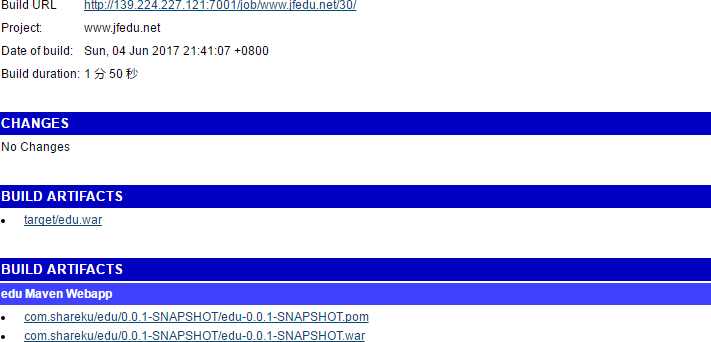 Build URL http://139.224.227.121:7001/job/www.jfedu.net/30/
Project: www.jfedu.net
Date of build: Sun, 04 Jun 2017 21:41:07 +0800
Build duration: 1 分 50 秒
CHANGES
No Changes
BUILD ARTIFACTS
• target/edu.war
BUILD ARTIFACTS
edu Maven Webapp
• com.shareku/edu/0.0.1-SNAPSHOT/edu-0.0.1-SNAPSHOT.pom
• com.shareku/edu/0.0.1-SNAPSHOT/edu-0.0.1-SNAPSHOT.war